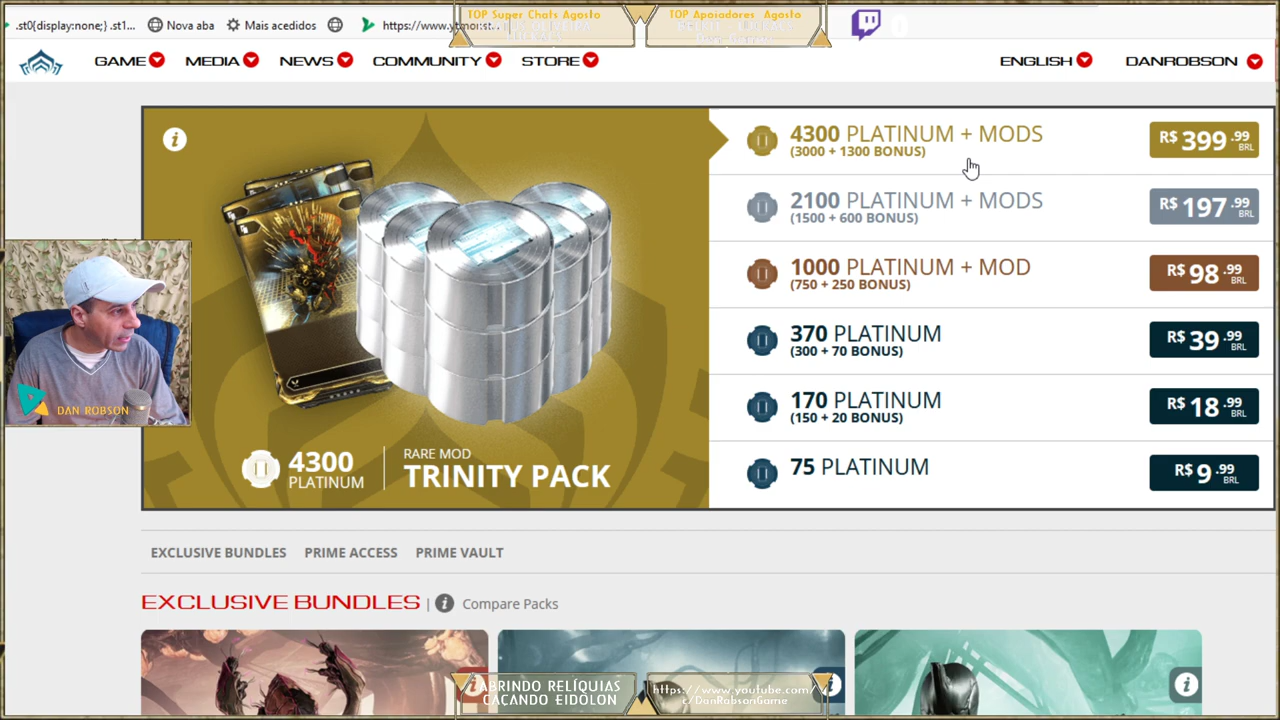 .st0{display:none;} .st1...
Nova aba
Mais acedidos
https://www.ytmonst...
TOP Super Chats Agosto
TOP Apoiadores Agosto
0
GAME
MEDIA
NEWS
COMMUNITY
STORE
ENGLISH
DANROBSON
4300 PLATINUM + MODS
(3000 + 1300 BONUS)
R$ 399.99 BRL
2100 PLATINUM + MODS
(1500 + 600 BONUS)
R$ 197.99 BRL
1000 PLATINUM + MOD
(750 + 250 BONUS)
R$ 98.99 BRL
370 PLATINUM
(300 + 70 BONUS)
R$ 39.99 BRL
170 PLATINUM
(150 + 20 BONUS)
R$ 18.99 BRL
75 PLATINUM
R$ 9.99 BRL
4300
PLATINUM
RARE MOD
TRINITY PACK
DAN ROBSON
EXCLUSIVE BUNDLES
PRIME ACCESS
PRIME VAULT
EXCLUSIVE BUNDLES | Compare Packs
ABRINDO RELÍQUIAS
CAÇANDO EIDOLON
https://www.youtube.com/
c/DanRobsonGame